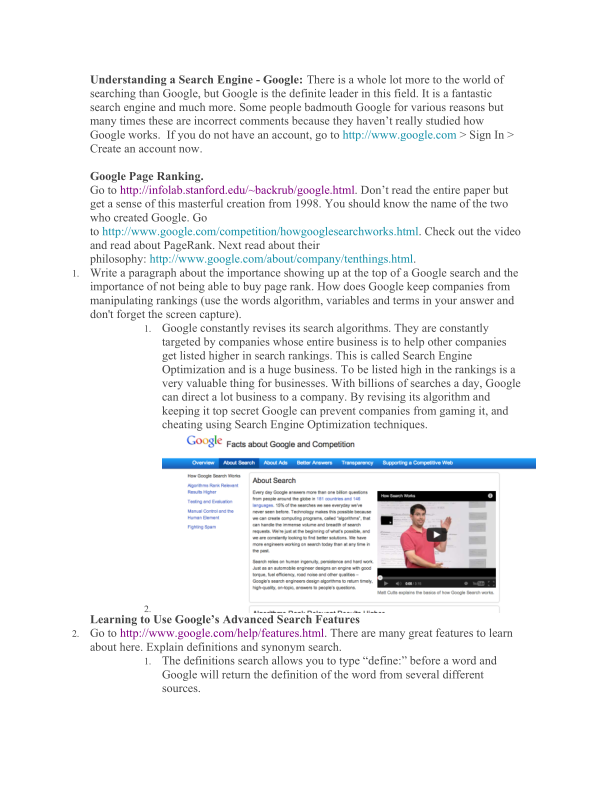 Understanding a Search Engine - Google: There is a whole lot more to the world of
searching than Google, but Google is the definite leader in this field. It is a fantastic
search engine and much more. Some people badmouth Google for various reasons but
many times these are incorrect comments because they haven't really studied how
Google works.  If you do not have an account, go to http://www.google.com > Sign In >
Create an account now.
Google Page Ranking.
Go to http://infolab.stanford.edu/~backrub/google.html. Don't read the entire paper but
get a sense of this masterful creation from 1998. You should know the name of the two
who created Google. Go
to http://www.google.com/competition/howgooglesearchworks.html. Check out the video
and read about PageRank. Next read about their
philosophy: http://www.google.com/about/company/tenthings.html.
1. Write a paragraph about the importance showing up at the top of a Google search and the
importance of not being able to buy page rank. How does Google keep companies from
manipulating rankings (use the words algorithm, variables and terms in your answer and
don't forget the screen capture).
1. Google constantly revises its search algorithms. They are constantly
targeted by companies whose entire business is to help other companies
get listed higher in search rankings. This is called Search Engine
Optimization and is a huge business. To be listed high in the rankings is a
very valuable thing for businesses. With billions of searches a day, Google
can direct a lot business to a company. By revising its algorithm and
keeping it top secret Google can prevent companies from gaming it, and
cheating using Search Engine Optimization techniques.
Google Facts about Google and Competition
Overview About Search About Ads Better Answers Transparency Supporting a Competitive Web
How Google Search Works
Algorithms Rank Relevant
Results Higher
Testing and Evaluation
Manual Control and the
Human Element
Fighting Spam
About Search
Every day Google answers more than one billion questions
from people around the globe in 181 countries and 146
languages. 15% of the searches we see everyday we've
never seen before. Technology makes this possible because
we can create computing programs, called "algorithms", that
can handle the immense volume and breadth of search
requests. We're just at the beginning of what's possible, and
we are constantly looking to find better solutions. We have
more engineers working on search today than at any time in
the past.
Search relies on human ingenuity, persistence and hard work.
Just as an automobile engineer designs an engine with good
torque, fuel efficiency, road noise and other qualities –
Google's search engineers design algorithms to return timely,
high-quality, on-topic, answers to people's questions.
How Search Works
Matt Cutts explains the basics of how Google Search works.
Algorithms Rank Relevant Results Higher
2.
Learning to Use Google's Advanced Search Features
2. Go to http://www.google.com/help/features.html. There are many great features to learn
about here. Explain definitions and synonym search.
1. The definitions search allows you to type “define:” before a word and
Google will return the definition of the word from several different
sources.